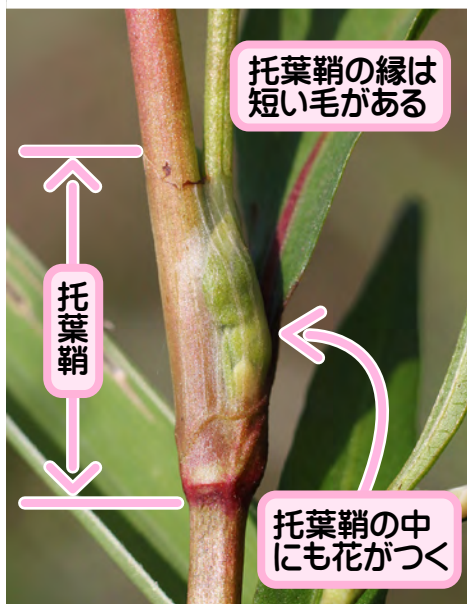 托葉鞘の縁は
短い毛がある
托葉鞘
托葉鞘の中
にも花がつく